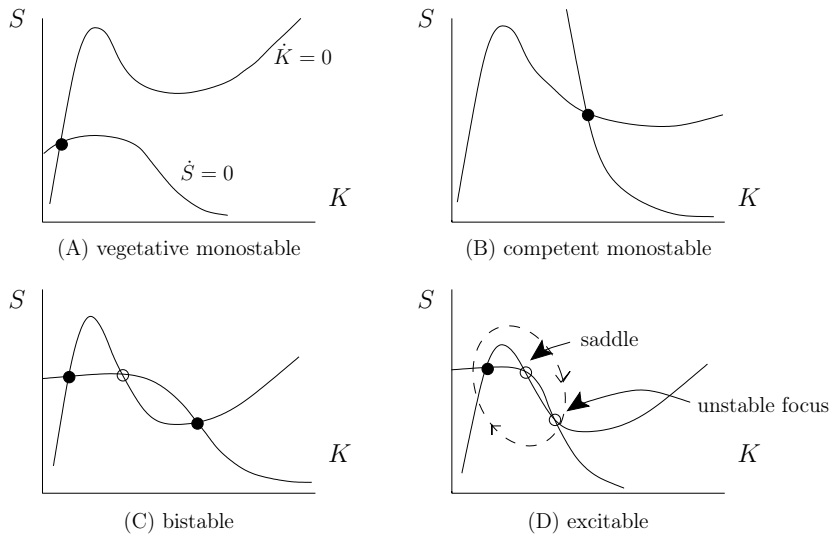 S
K̇ = 0
Ṡ = 0
K
(A) vegetative monostable
S
K
(B) competent monostable
S
K
(C) bistable
S
saddle
unstable focus
K
(D) excitable